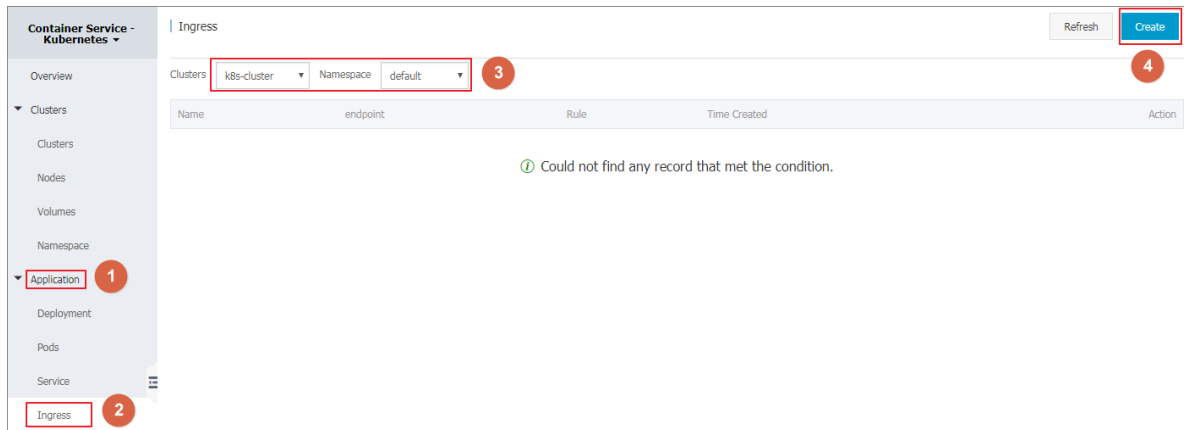 Container Service -
Kubernetes
Overview
Clusters
Clusters
Nodes
Volumes
Namespace
Application
1
Deployment
Pods
Service
Ingress
2
Ingress
Refresh
Create
4
Clusters
k8s-cluster
Namespace
default
3
Name
endpoint
Rule
Time Created
Action
Could not find any record that met the condition.